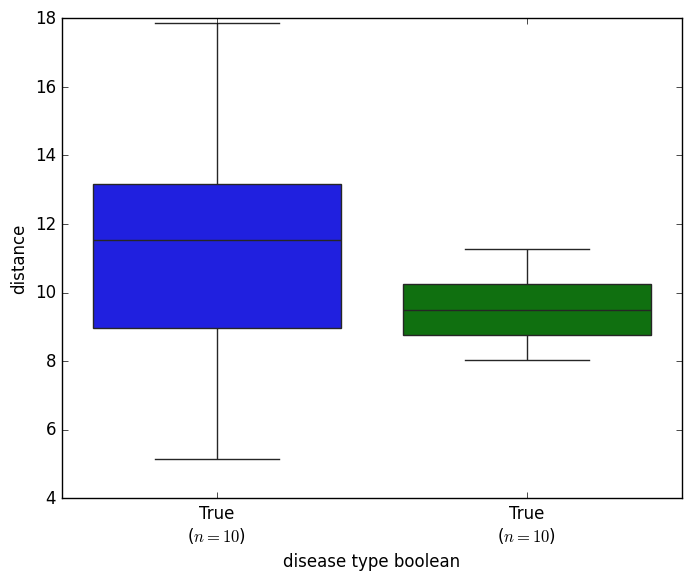 18
16
14
12
10
8
6
4
distance
True
(n = 10)
True
(n = 10)
disease type boolean